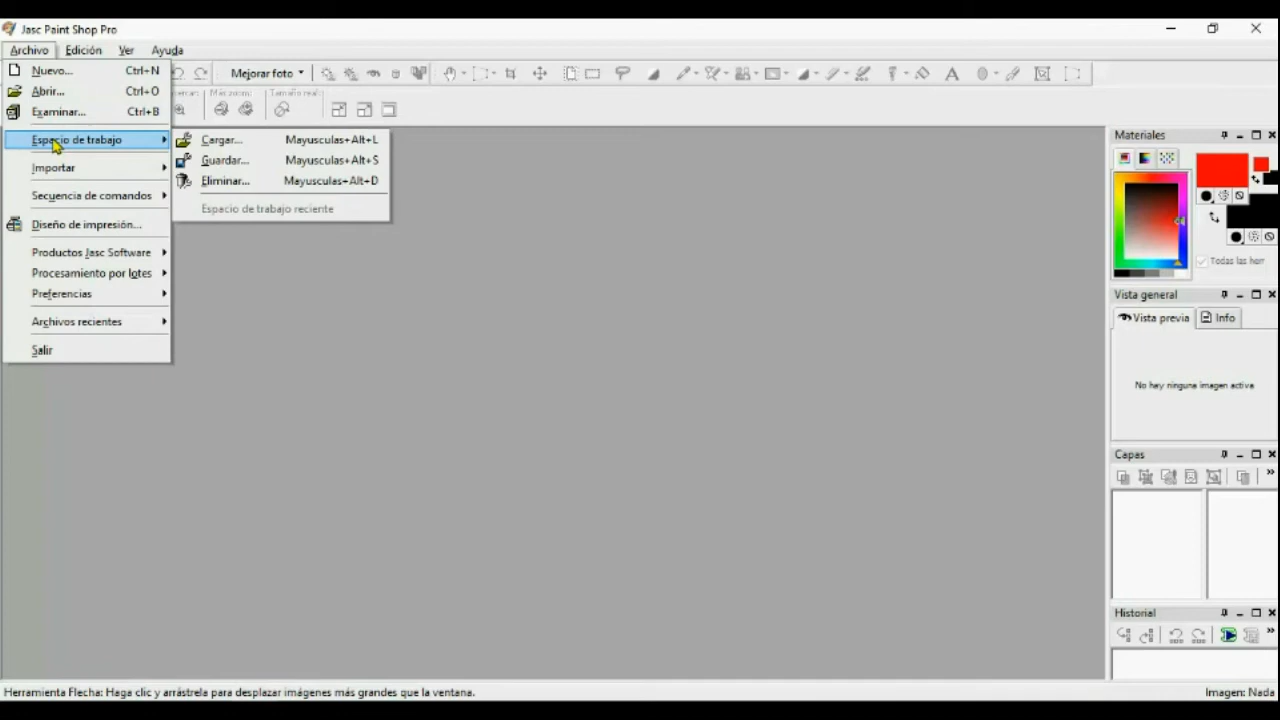 Jasc Paint Shop Pro
Archivo Edición Ver Ayuda
Nuevo... Ctrl+N
Abrir... Ctrl+O
Examinar... Ctrl+B
Espacio de trabajo
Importar
Secuencia de comandos
Diseño de impresión...
Productos Jasc Software
Procesamiento por lotes
Preferencias
Archivos recientes
Salir
Cargar... Mayusculas+Alt+L
Guardar... Mayusculas+Alt+S
Eliminar... Mayusculas+Alt+D
Espacio de trabajo reciente
Mejorar foto
Más zoom: Tamaño real:
Materiales
Todas las herr
Vista general
Vista previa Info
No hay ninguna imagen activa
Capas
Historial
Herramienta Flecha: Haga clic y arrástrela para desplazar imágenes más grandes que la ventana.
Imagen: Nada